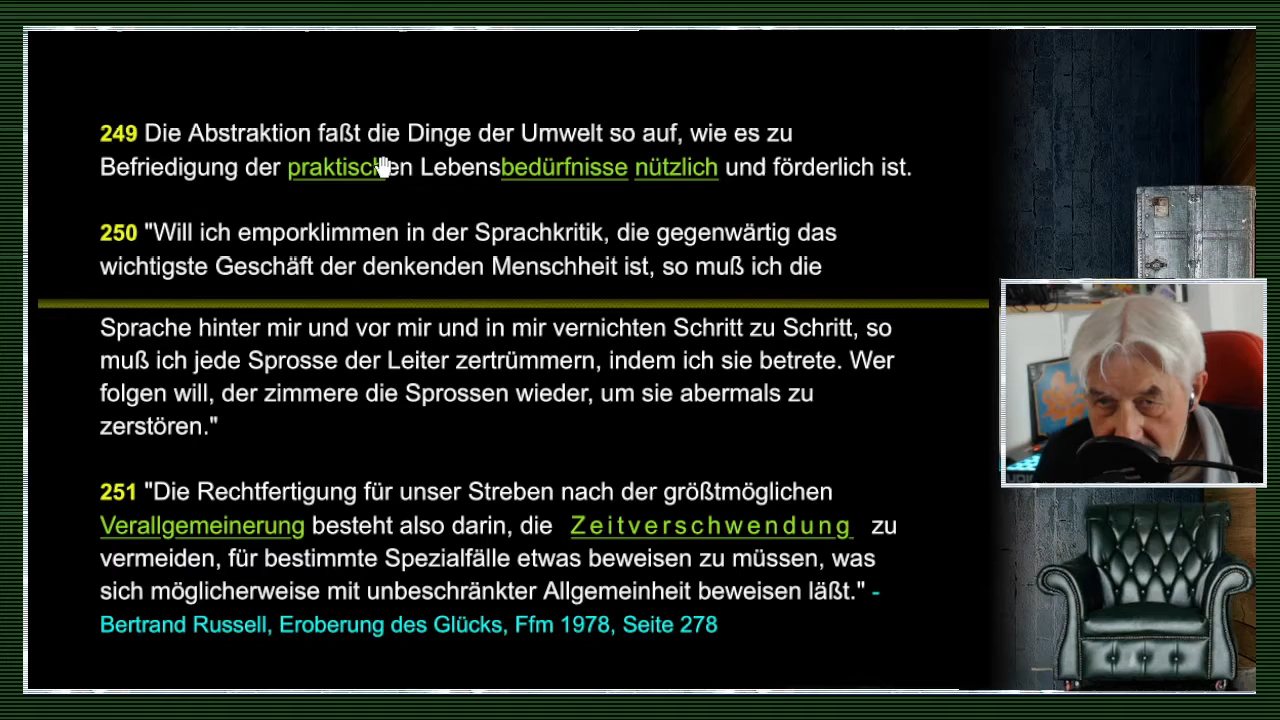 249 Die Abstraktion faßt die Dinge der Umwelt so auf, wie es zu
Befriedigung der praktischen Lebensbedürfnisse nützlich und förderlich ist.
250 "Will ich emporklimmen in der Sprachkritik, die gegenwärtig das
wichtigste Geschäft der denkenden Menschheit ist, so muß ich die
Sprache hinter mir und vor mir und in mir vernichten Schritt zu Schritt, so
muß ich jede Sprosse der Leiter zertrümmern, indem ich sie betrete. Wer
folgen will, der zimmere die Sprossen wieder, um sie abermals zu
zerstören."
251 "Die Rechtfertigung für unser Streben nach der größtmöglichen
Verallgemeinerung besteht also darin, die Zeitverschwendung zu
vermeiden, für bestimmte Spezialfälle etwas beweisen zu müssen, was
sich möglicherweise mit unbeschränkter Allgemeinheit beweisen läßt." -
Bertrand Russell, Eroberung des Glücks, Ffm 1978, Seite 278